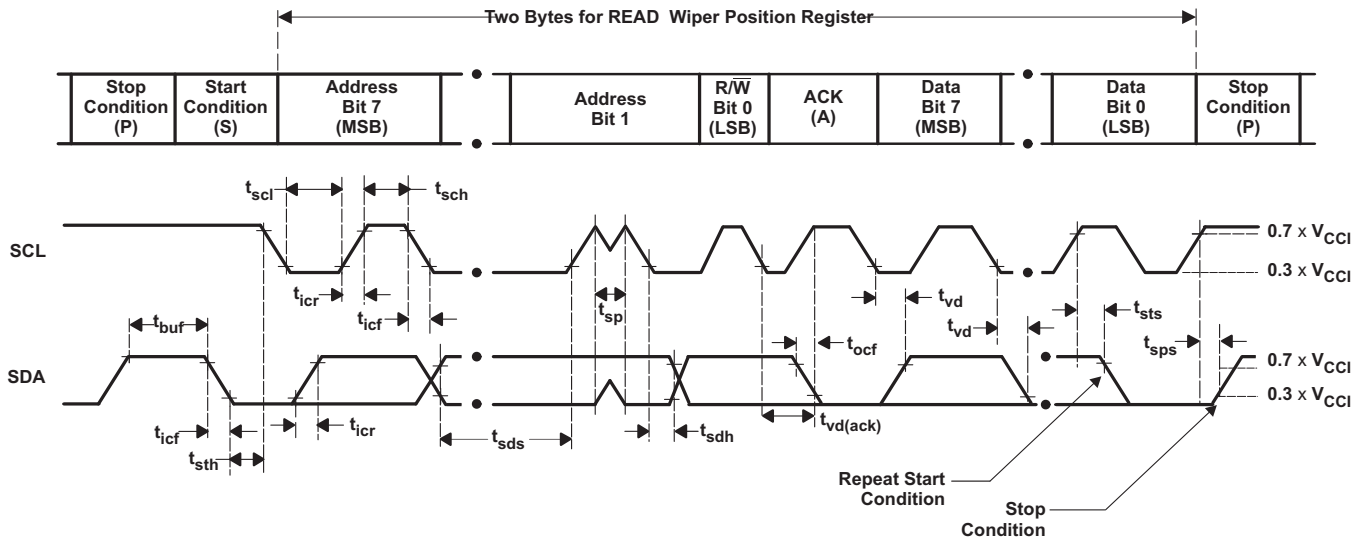 Two Bytes for READ Wiper Position Register
Stop
Condition
(P)
Start
Condition
(S)
Address
Bit 7
(MSB)
Address
Bit 1
R/W̅
Bit 0
(LSB)
ACK
(A)
Data
Bit 7
(MSB)
Data
Bit 0
(LSB)
Stop
Condition
(P)
tscl
tsch
SCL
0.7 x VCCI
0.3 x VCCI
ticr
ticf
tsp
tvd
tvd
tsts
tbuf
tocf
tsps
SDA
0.7 x VCCI
0.3 x VCCI
ticf
ticr
tsth
tsds
tsdh
tvd(ack)
Repeat Start
Condition
Stop
Condition